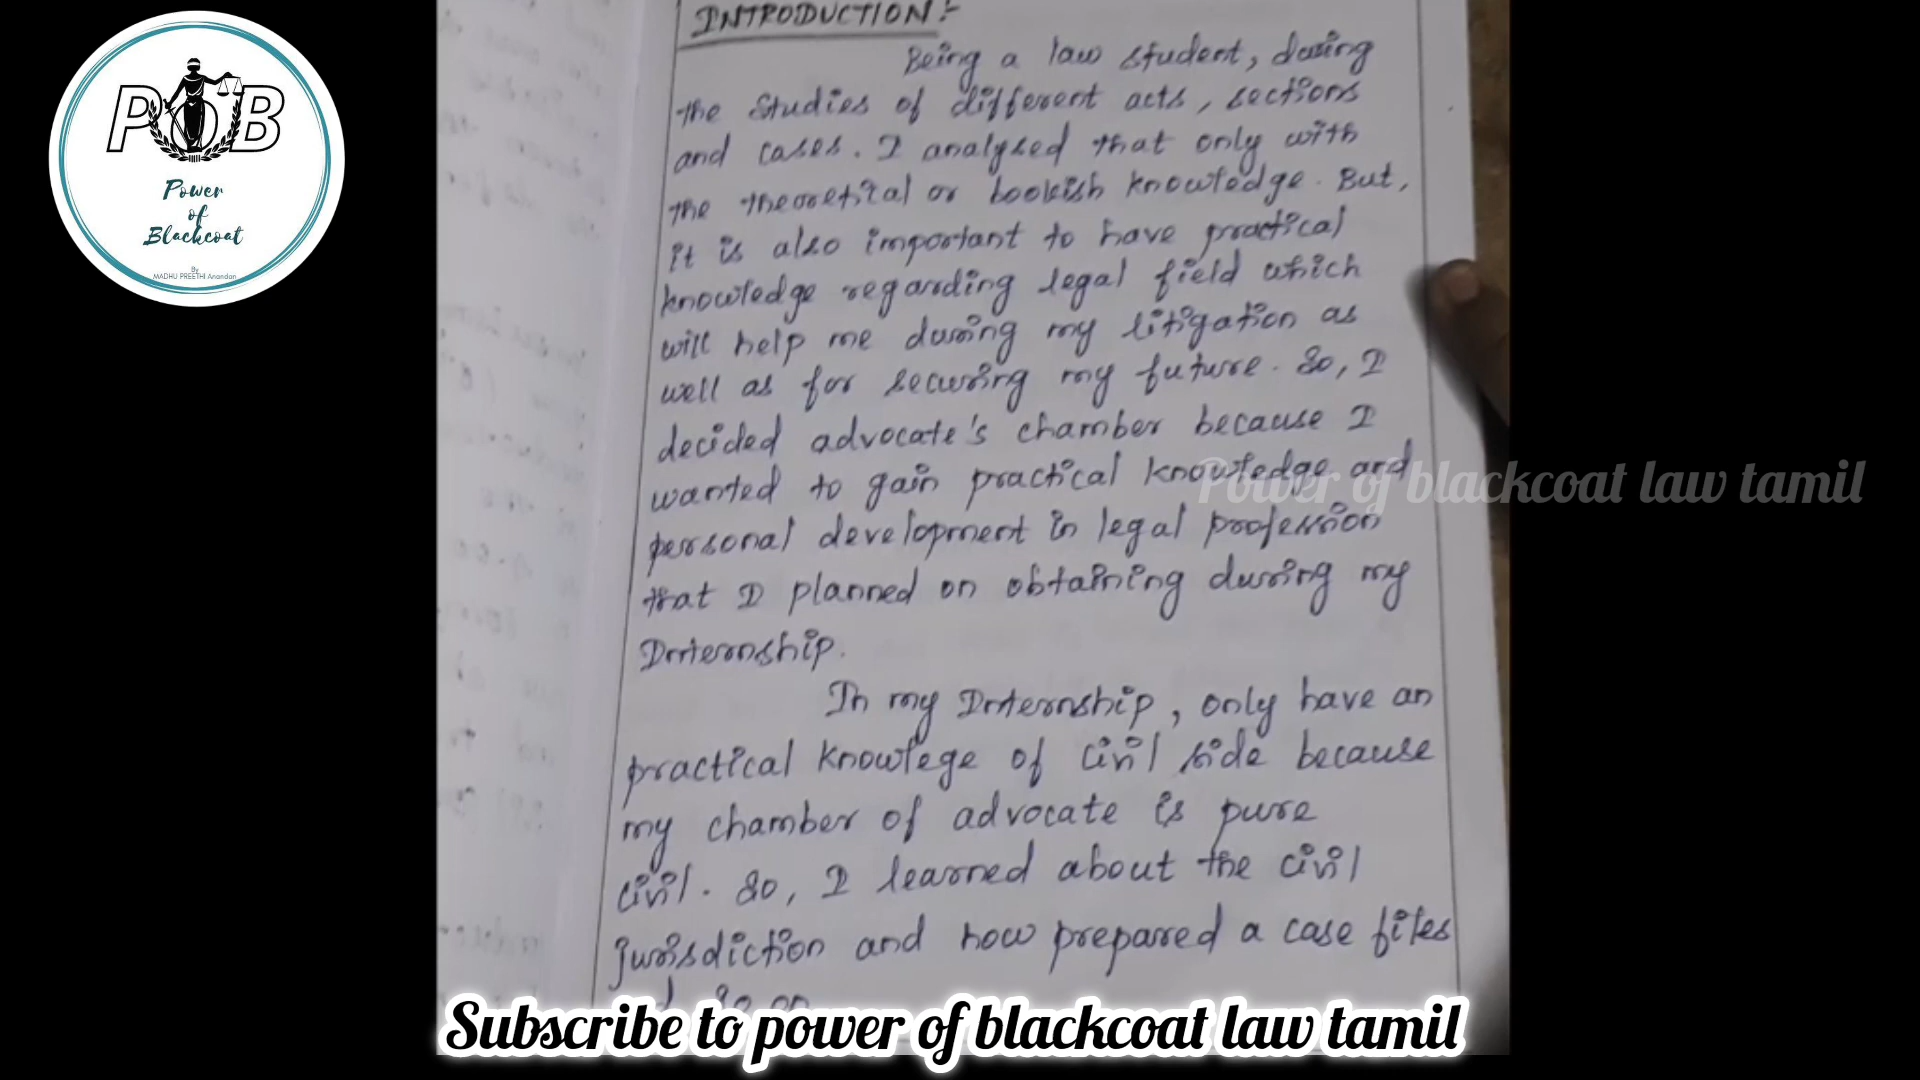 POB
Power
of
Blackcoat
By
MADHU PREETHI Anandan
INTRODUCTION:-
Being a law student, during
the Studies of different acts, sections
and cases. I analysed that only with
the theoretical or bookish knowledge. But,
it is also important to have practical
knowledge regarding legal field which
will help me during my litigation as
well as for securing my future. So, I
decided advocate's chamber because I
wanted to gain practical knowledge and
personal development in legal profession
that I planned on obtaining during my
Internship.
In my Internship, only have an
practical knowlege of civil side because
my chamber of advocate is pure
civil. So, I learned about the civil
jurisdiction and how prepared a case files
So on
Power of blackcoat law tamil
Subscribe to power of blackcoat law tamil